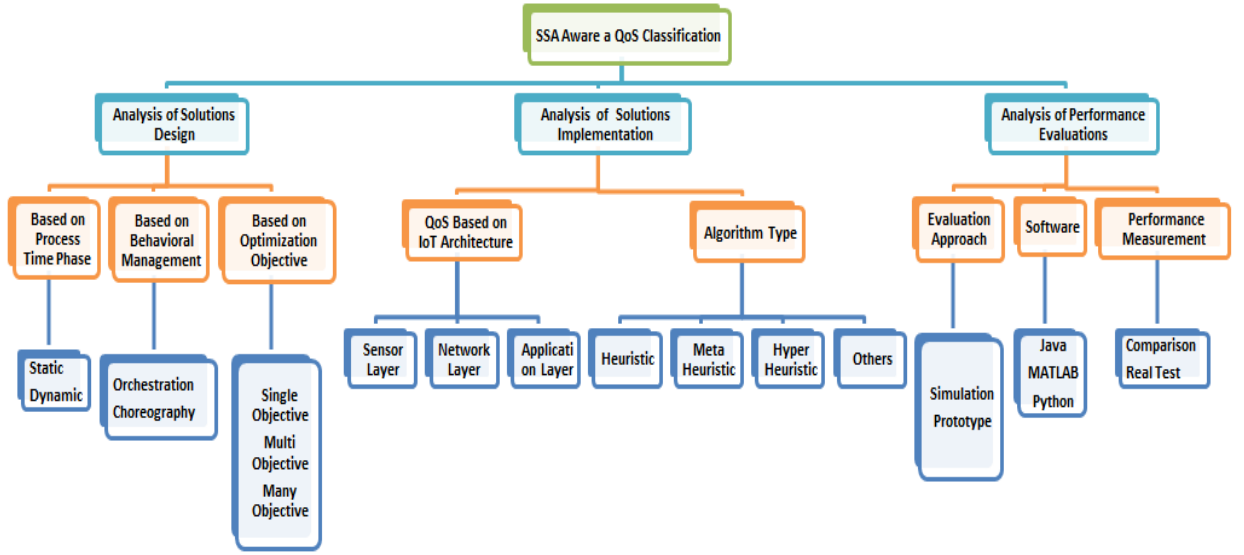 SSA Aware a QoS Classification
Analysis of Solutions
Design
Analysis of Solutions
Implementation
Analysis of Performance
Evaluations
Based on
Process
Time Phase
Based on
Behavioral
Management
Based on
Optimization
Objective
QoS Based on
IoT Architecture
Algorithm Type
Evaluation
Approach
Software
Performance
Measurement
Static
Dynamic
Orchestration
Choreography
Single
Objective
Multi
Objective
Many
Objective
Sensor
Layer
Network
Layer
Applicati
on Layer
Heuristic
Meta
Heuristic
Hyper
Heuristic
Others
Simulation
Prototype
Java
MATLAB
Python
Comparison
Real Test